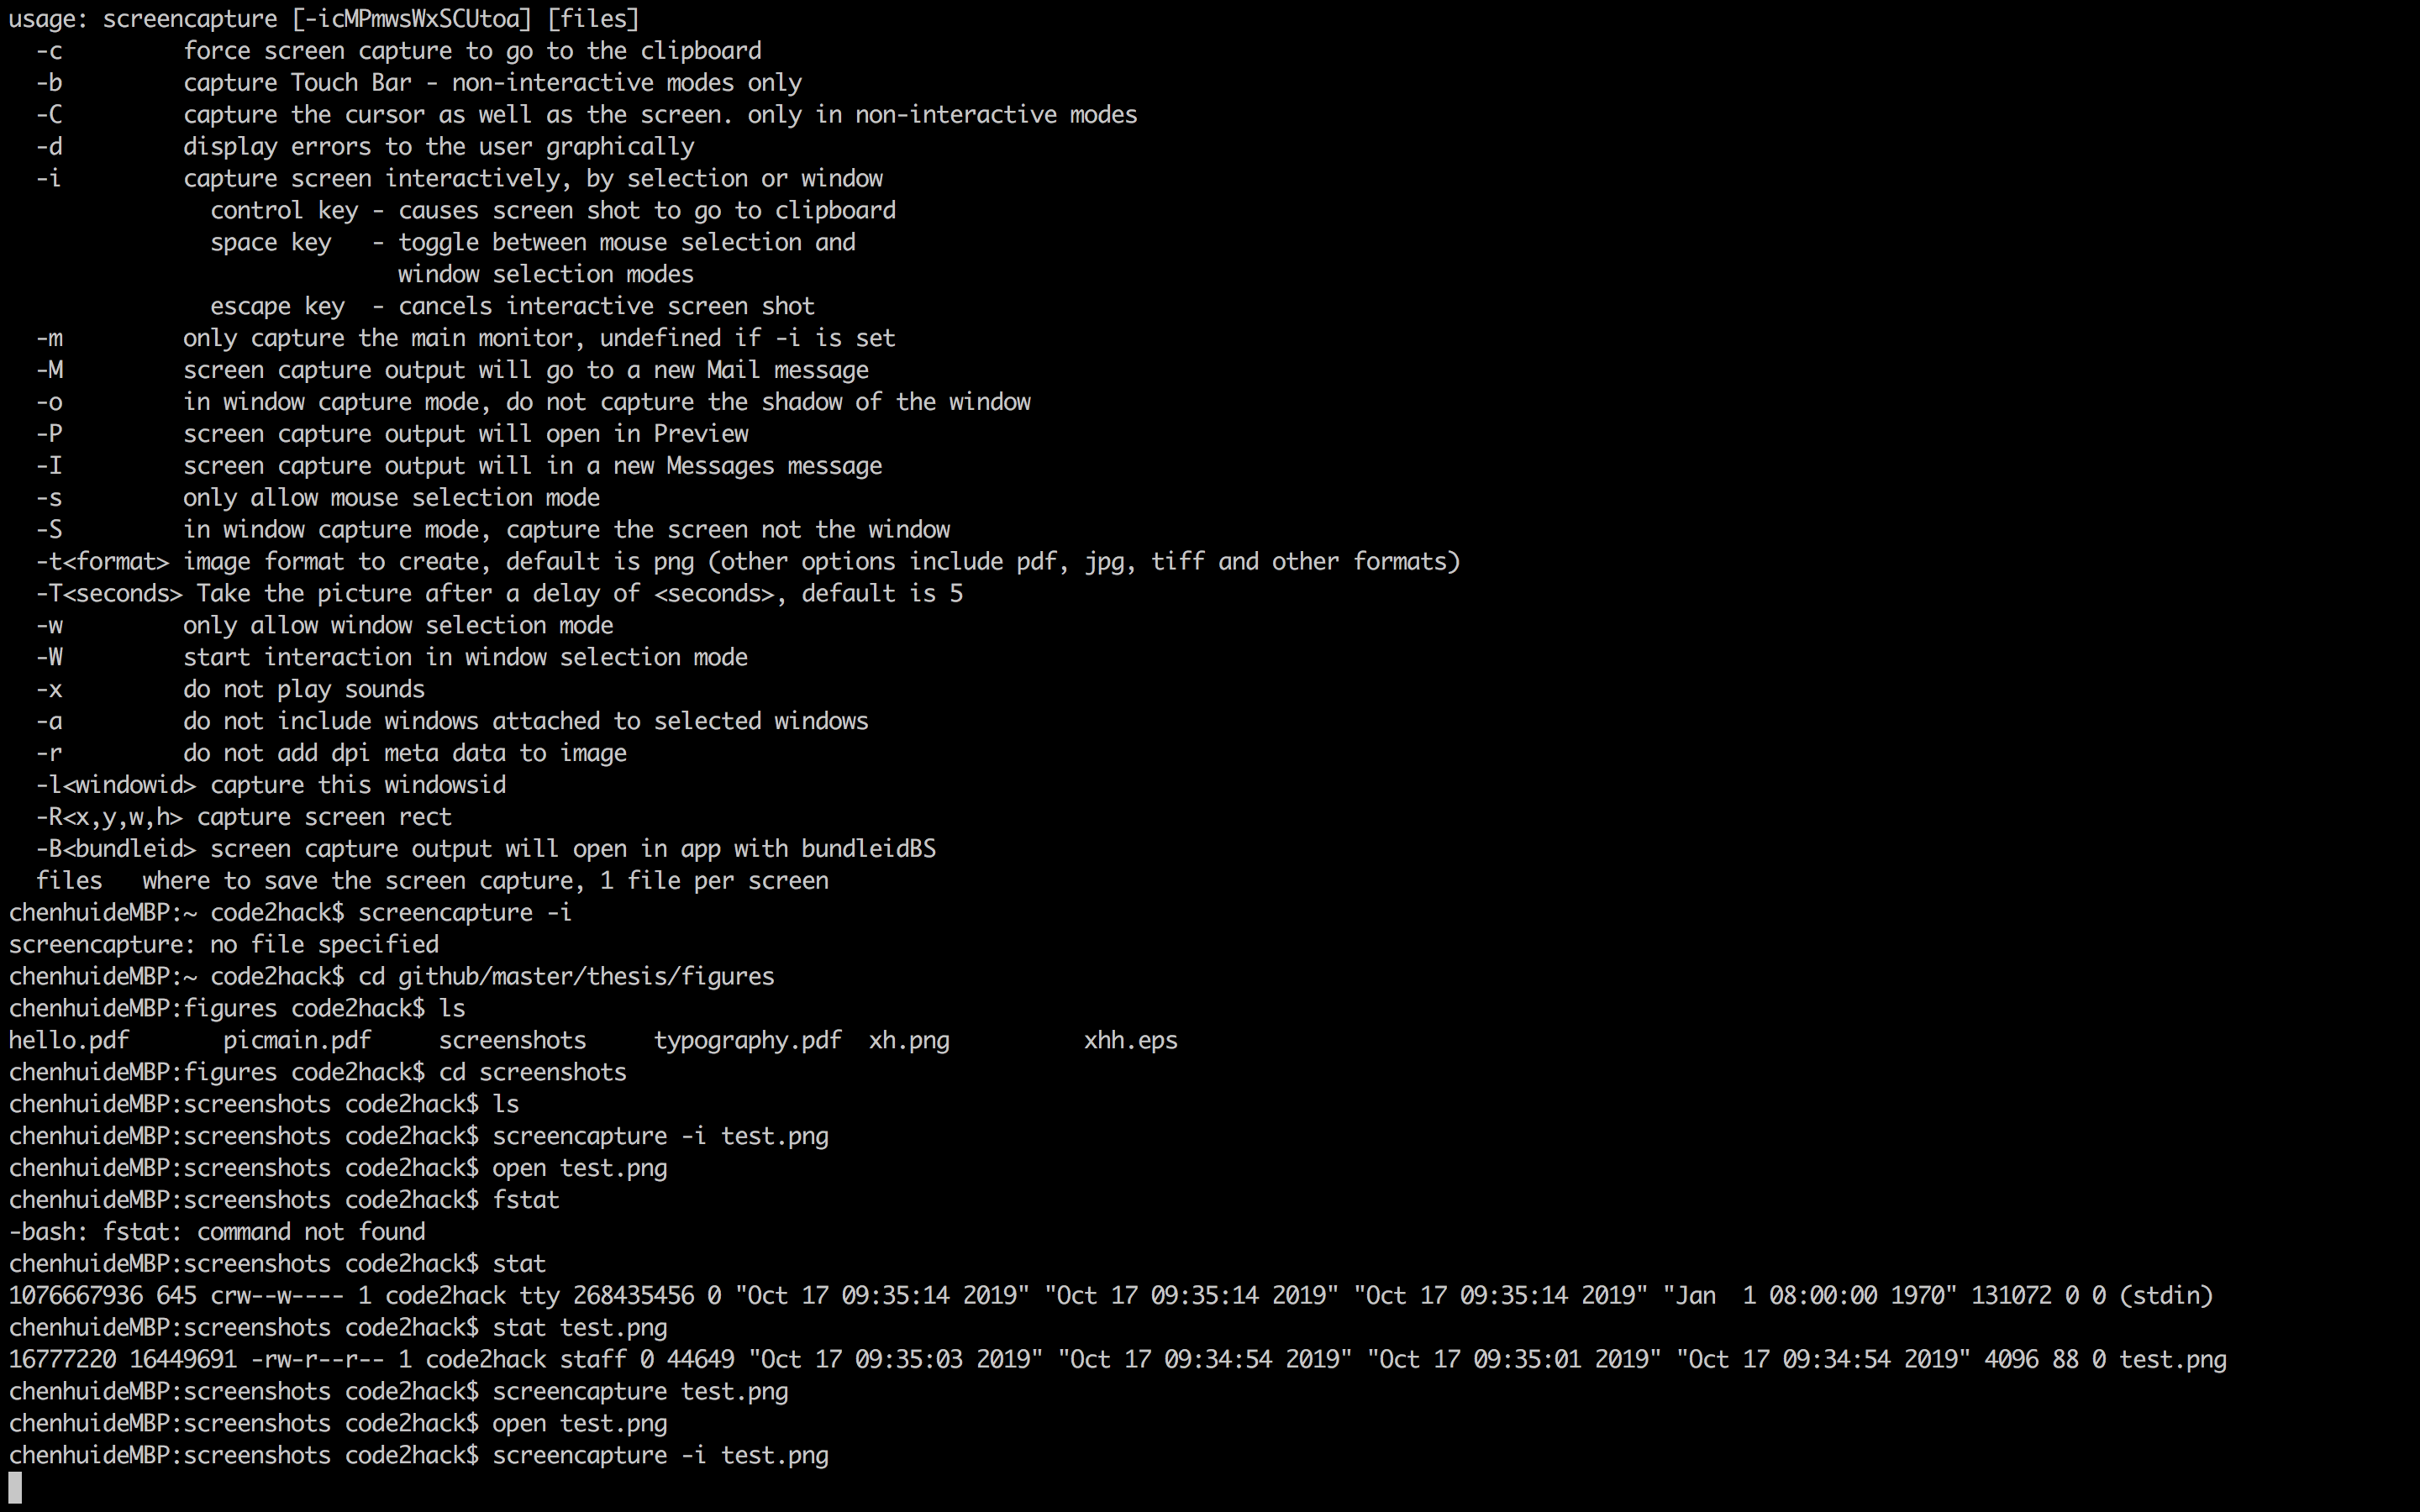 usage: screencapture [-icMPmwsWxSCUtoa] [files]
  -c         force screen capture to go to the clipboard
  -b         capture Touch Bar - non-interactive modes only
  -C         capture the cursor as well as the screen. only in non-interactive modes
  -d         display errors to the user graphically
  -i         capture screen interactively, by selection or window
               control key - causes screen shot to go to clipboard
               space key   - toggle between mouse selection and
                             window selection modes
               escape key  - cancels interactive screen shot
  -m         only capture the main monitor, undefined if -i is set
  -M         screen capture output will go to a new Mail message
  -o         in window capture mode, do not capture the shadow of the window
  -P         screen capture output will open in Preview
  -I         screen capture output will in a new Messages message
  -s         only allow mouse selection mode
  -S         in window capture mode, capture the screen not the window
  -t<format> image format to create, default is png (other options include pdf, jpg, tiff and other formats)
  -T<seconds> Take the picture after a delay of <seconds>, default is 5
  -w         only allow window selection mode
  -W         start interaction in window selection mode
  -x         do not play sounds
  -a         do not include windows attached to selected windows
  -r         do not add dpi meta data to image
  -l<windowid> capture this windowsid
  -R<x,y,w,h> capture screen rect
  -B<bundleid> screen capture output will open in app with bundleidBS
  files   where to save the screen capture, 1 file per screen
chenhuideMBP:~ code2hack$ screencapture -i
screencapture: no file specified
chenhuideMBP:~ code2hack$ cd github/master/thesis/figures
chenhuideMBP:figures code2hack$ ls
hello.pdf       picmain.pdf     screenshots     typography.pdf  xh.png          xhh.eps
chenhuideMBP:figures code2hack$ cd screenshots
chenhuideMBP:screenshots code2hack$ ls
chenhuideMBP:screenshots code2hack$ screencapture -i test.png
chenhuideMBP:screenshots code2hack$ open test.png
chenhuideMBP:screenshots code2hack$ fstat
-bash: fstat: command not found
chenhuideMBP:screenshots code2hack$ stat
1076667936 645 crw--w---- 1 code2hack tty 268435456 0 "Oct 17 09:35:14 2019" "Oct 17 09:35:14 2019" "Oct 17 09:35:14 2019" "Jan  1 08:00:00 1970" 131072 0 0 (stdin)
chenhuideMBP:screenshots code2hack$ stat test.png
16777220 16449691 -rw-r--r-- 1 code2hack staff 0 44649 "Oct 17 09:35:03 2019" "Oct 17 09:34:54 2019" "Oct 17 09:35:01 2019" "Oct 17 09:34:54 2019" 4096 88 0 test.png
chenhuideMBP:screenshots code2hack$ screencapture test.png
chenhuideMBP:screenshots code2hack$ open test.png
chenhuideMBP:screenshots code2hack$ screencapture -i test.png